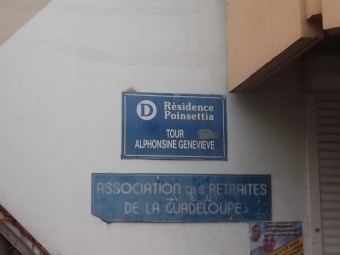 D Résidence
Poinsettia
TOUR
ALPHONSINE GENEVIEVE
ASSOCIATION DES RETRAITES
DE LA GUADELOUPE